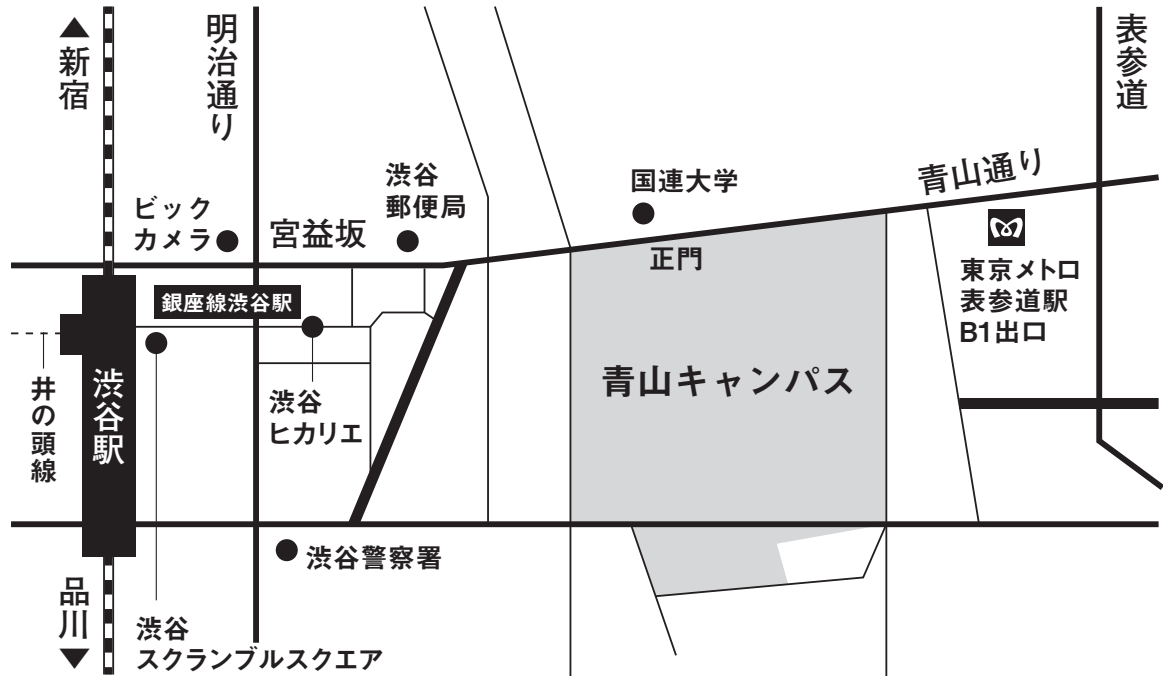 ▲新宿
明治通り
表参道
ビック
カメラ
宮益坂
渋谷
郵便局
国連大学
青山通り
正門
東京メトロ
表参道駅
B1出口
銀座線渋谷駅
渋谷駅
井の頭線
渋谷
ヒカリエ
青山キャンパス
渋谷警察署
品川▼
渋谷
スクランブルスクエア